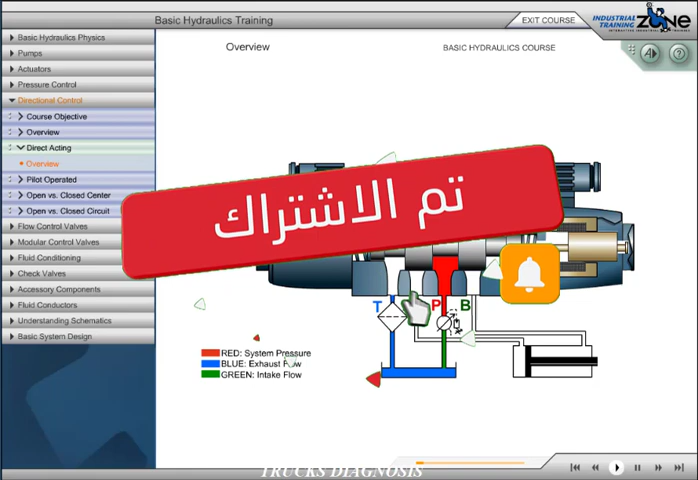 Basic Hydraulics Training
EXIT COURSE
INDUSTRIAL
TRAINING
ZONE
Overview
BASIC HYDRAULICS COURSE
Basic Hydraulics Physics
Pumps
Actuators
Pressure Control
Directional Control
Course Objective
Overview
Direct Acting
Overview
Pilot Operated
Open vs. Closed Center
Open vs. Closed Circuit
Flow Control Valves
Modular Control Valves
Fluid Conditioning
Check Valves
Accessory Components
Fluid Conductors
Understanding Schematics
Basic System Design
تم الاشتراك
T P B
RED: System Pressure
BLUE: Exhaust Flow
GREEN: Intake Flow
TRUCKS DIAGNOSIS